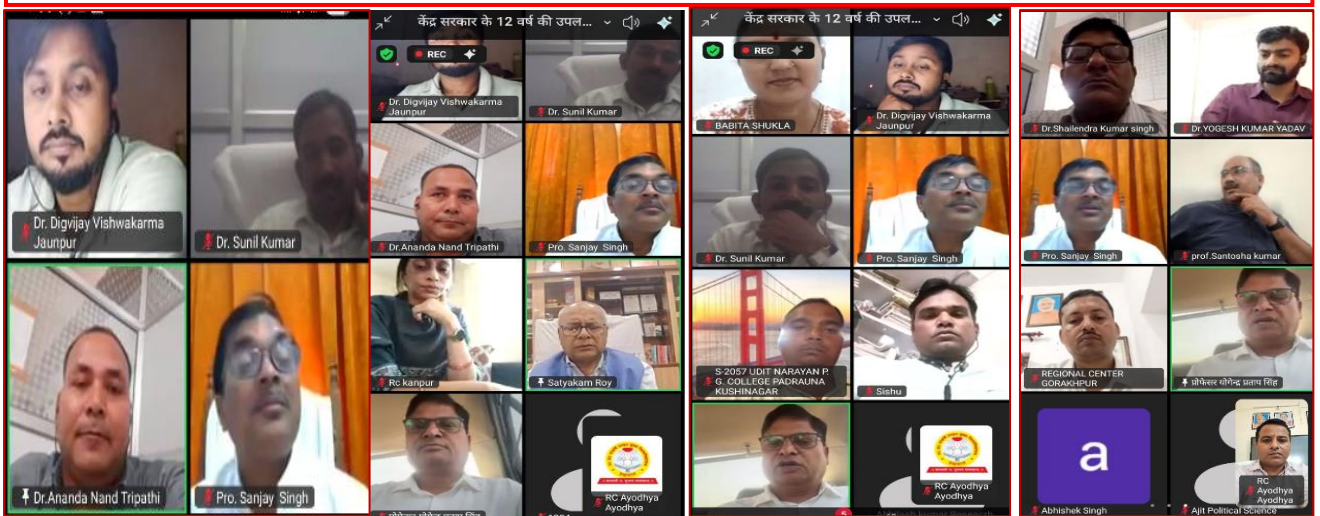 Dr. Digvijay Vishwakarma
Jaunpur
Dr. Sunil Kumar
Dr.Ananda Nand Tripathi
Pro. Sanjay Singh
केंद्र सरकार के 12 वर्ष की उपल...
REC
Dr. Digvijay Vishwakarma
Jaunpur
Dr. Sunil Kumar
Dr.Ananda Nand Tripathi
Pro. Sanjay Singh
Rc kanpur
Satyakam Roy
RC Ayodhya
Ayodhya
केंद्र सरकार के 12 वर्ष की उपल...
REC
BABITA SHUKLA
Dr. Digvijay Vishwakarma
Jaunpur
Dr. Sunil Kumar
Pro. Sanjay Singh
S-2057 UDIT NARAYAN P.
G. COLLEGE PADRAUNA
KUSHINAGAR
Sishu
RC Ayodhya
Ayodhya
5
Dr.Shailendra Kumar singh
Dr.YOGESH KUMAR YADAV
Pro. Sanjay Singh
prof.Santosha kumar
REGIONAL CENTER
GORAKHPUR
प्रोफेसर योगेन्द्र प्रताप सिंह
a
Abhishek Singh
Ajit Political Science
RC
Ayodhya
Ayodhya